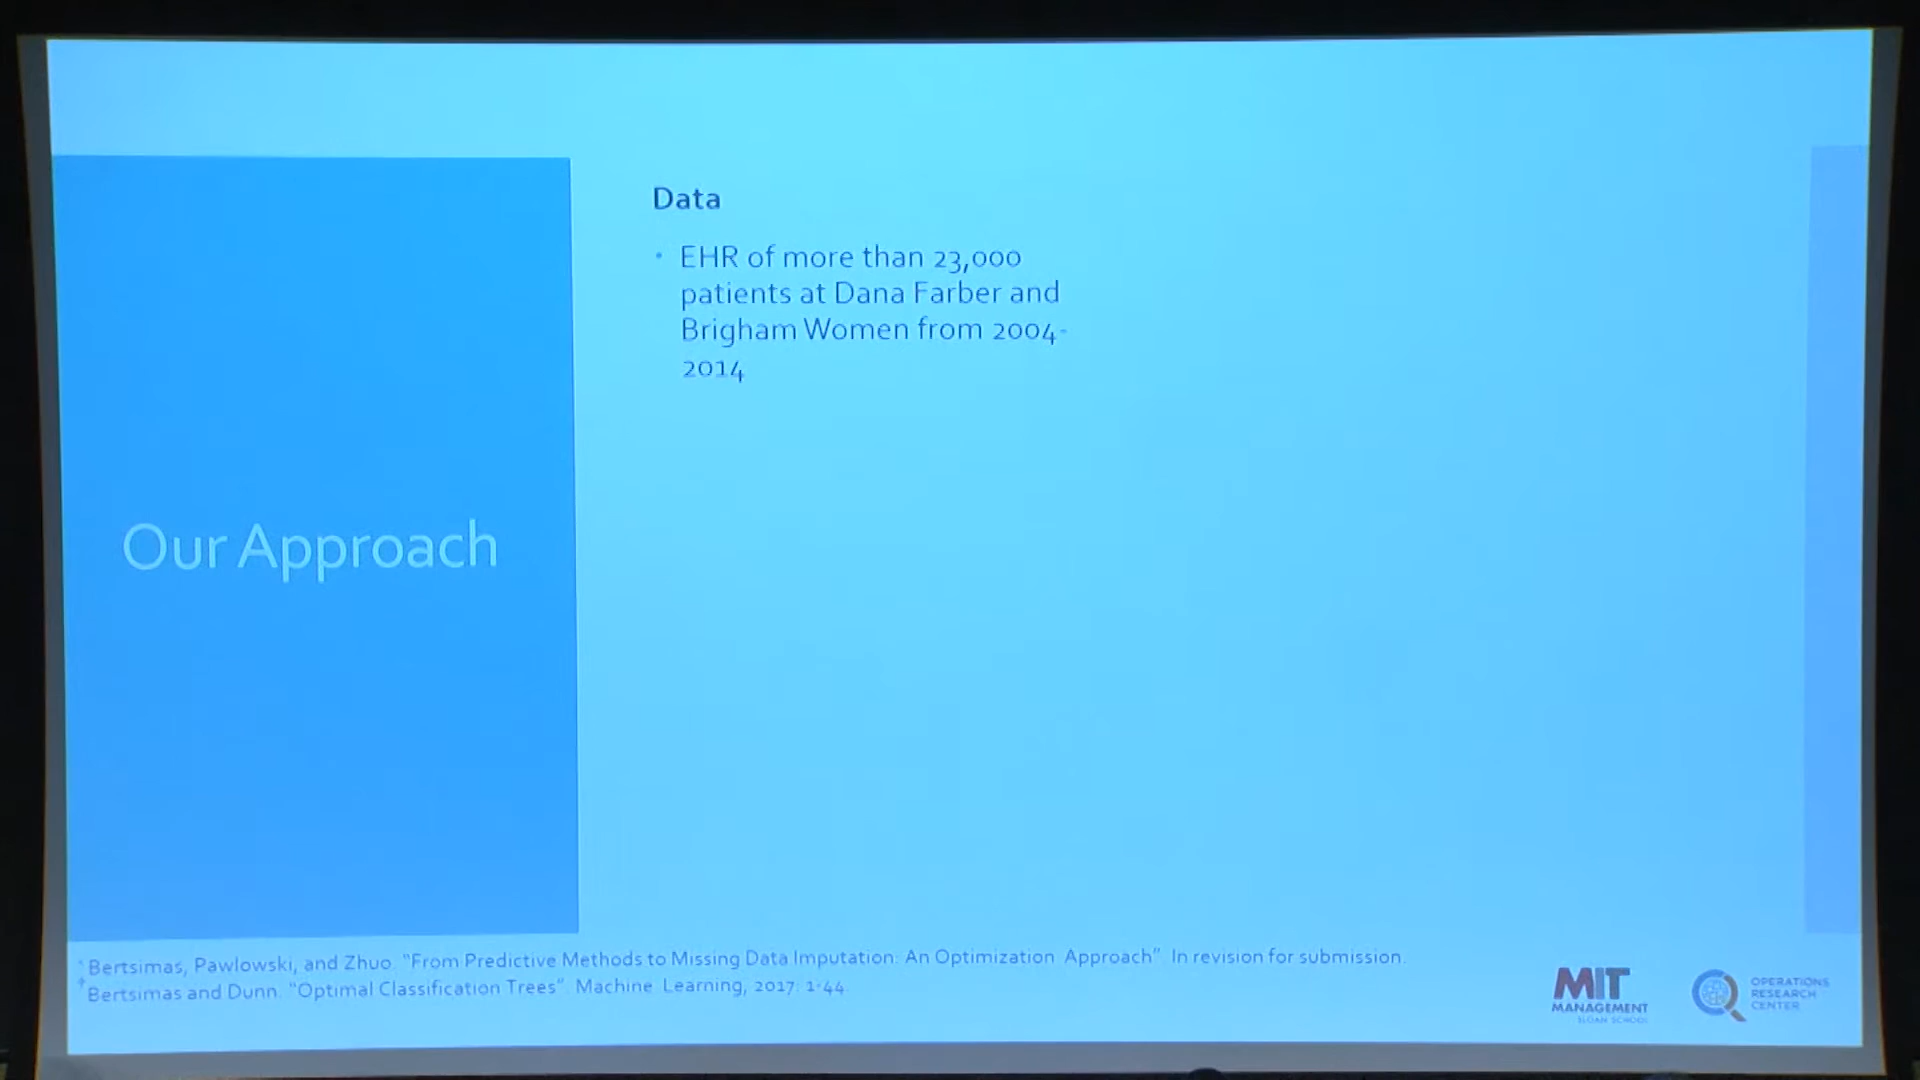 Data
• EHR of more than 23,000
patients at Dana Farber and
Brigham Women from 2004-
2014
Our Approach
* Bertsimas, Pawlowski, and Zhuo. "From Predictive Methods to Missing Data Imputation: An Optimization Approach". In revision for submission.
† Bertsimas and Dunn. "Optimal Classification Trees". Machine Learning, 2017: 1-44.
MIT
MANAGEMENT
SLOAN SCHOOL
OPERATIONS
RESEARCH
CENTER